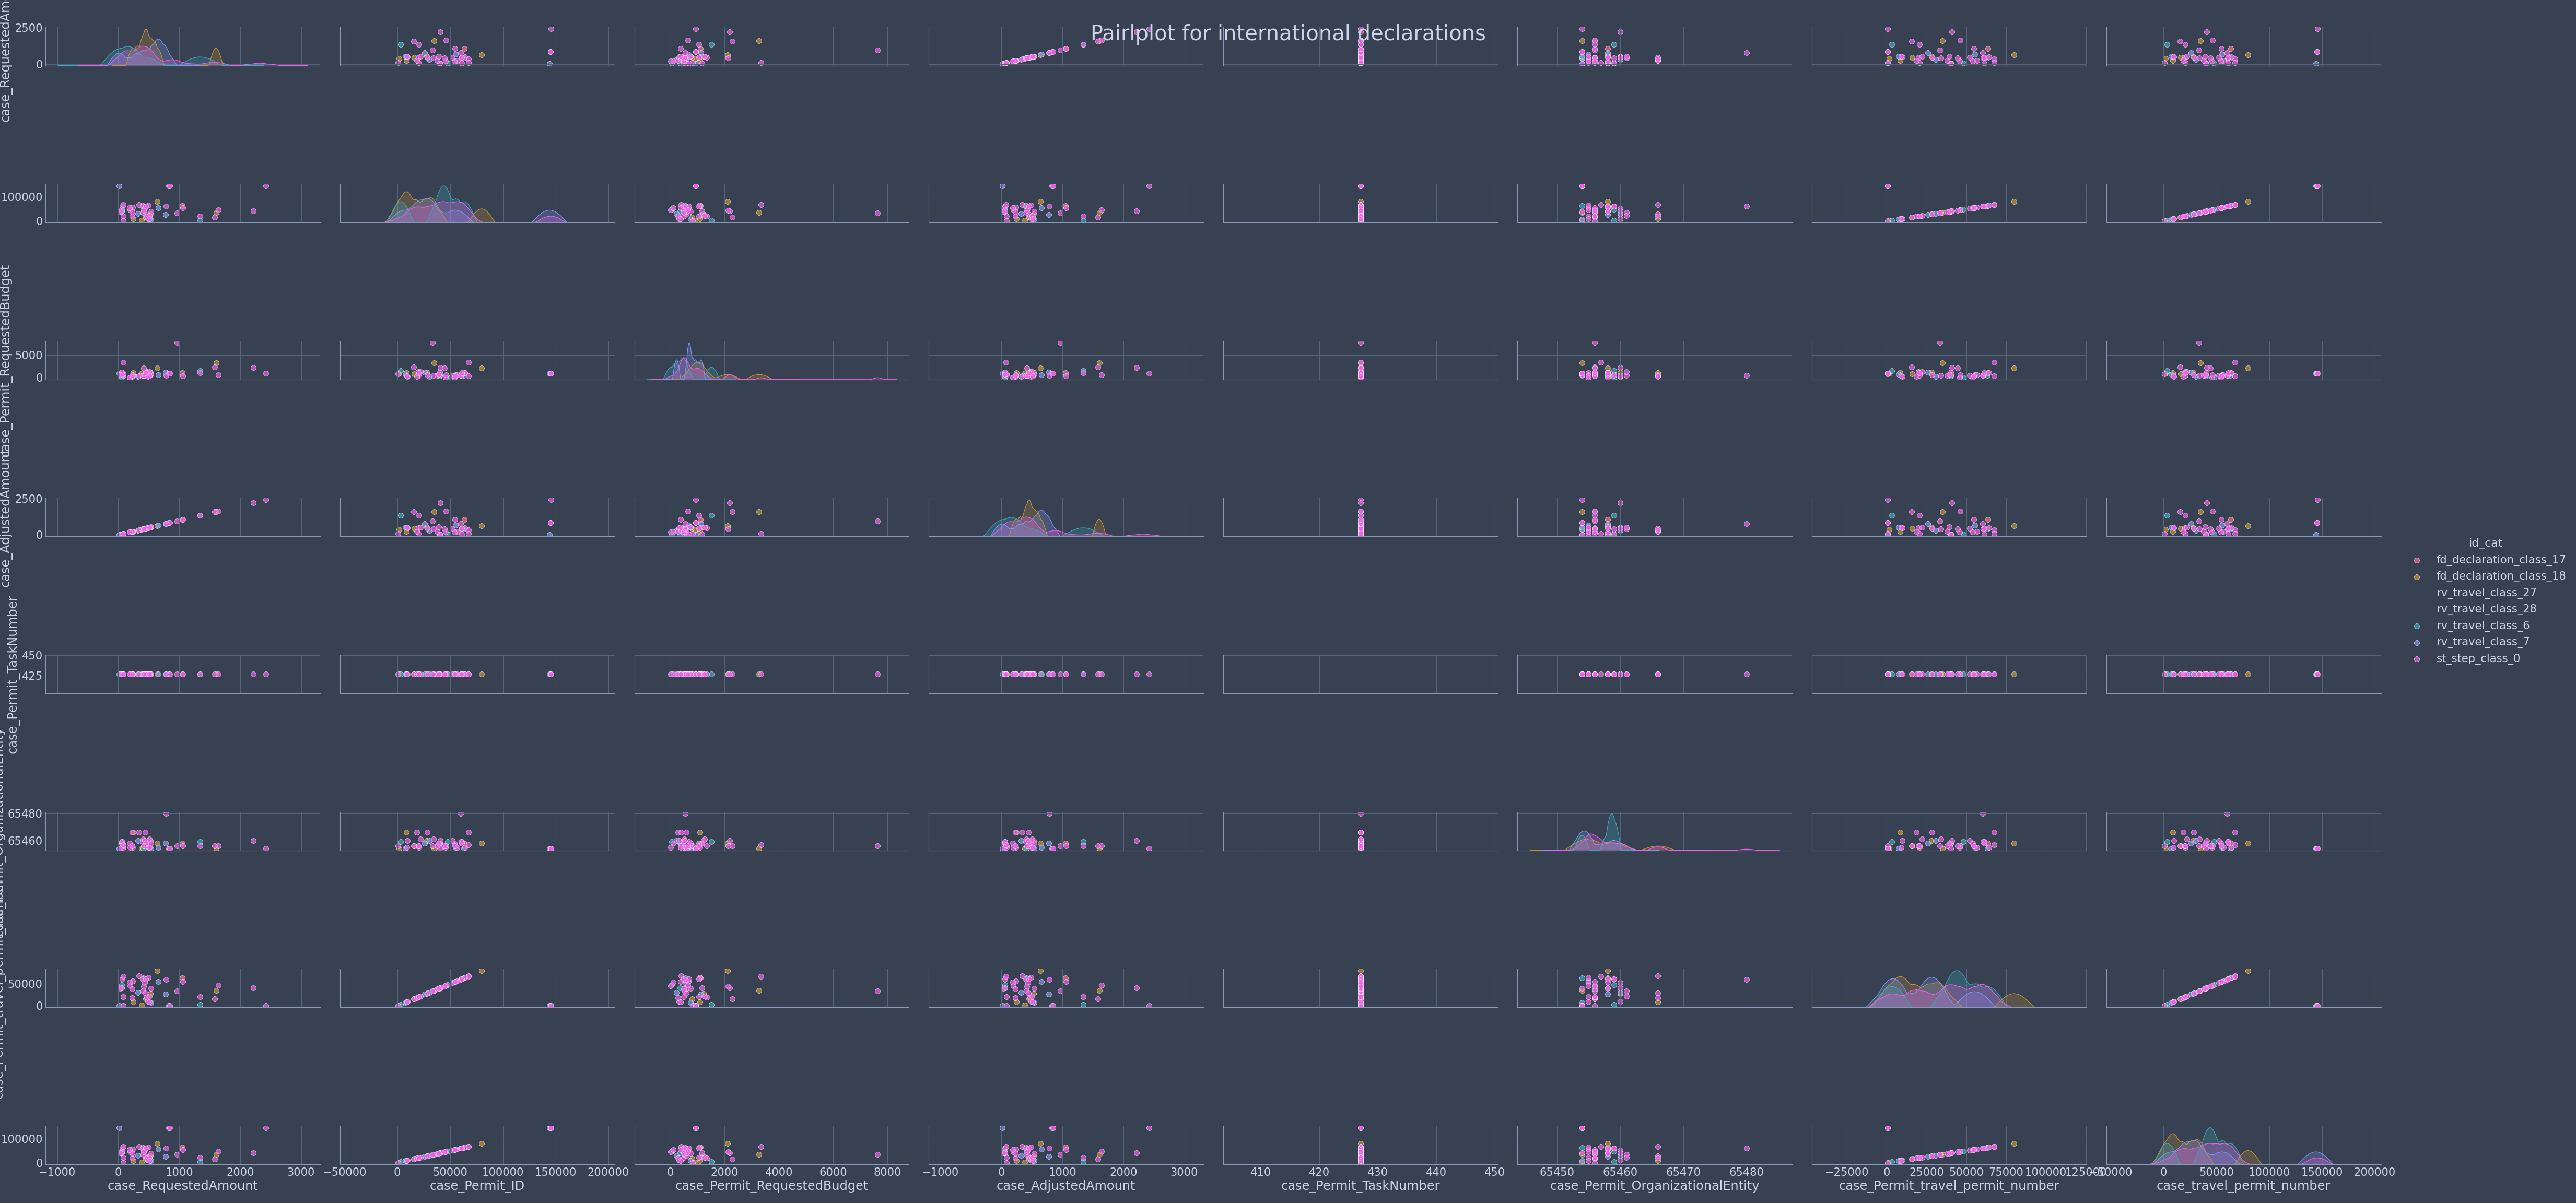 Pairlplot for international declarations
case_RequestedAm
2500
0
100000
0
case_Permit_RequestedBudget
5000
0
case_AdjustedAmount
2500
0
case_Permit_TaskNumber
450
425
65480
65460
50000
0
100000
0
−1000 0 1000 2000 3000
−50000 0 50000 100000 150000 200000
0 2000 4000 6000 8000
−1000 0 1000 2000 3000
410 420 430 440 450
65450 65460 65470 65480
−25000 0 25000 50000 75000 100000 125000
0 50000 100000 150000 200000
case_RequestedAmount
case_Permit_ID
case_Permit_RequestedBudget
case_AdjustedAmount
case_Permit_TaskNumber
case_Permit_OrganizationalEntity
case_Permit_travel_permit_number
case_travel_permit_number
id_cat
fd_declaration_class_17
fd_declaration_class_18
rv_travel_class_27
rv_travel_class_28
rv_travel_class_6
rv_travel_class_7
st_step_class_0